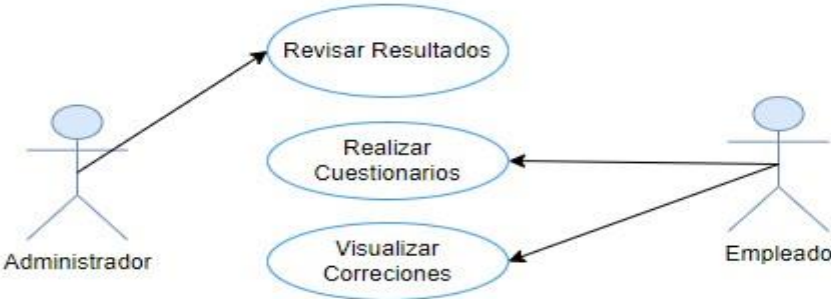 Revisar Resultados
Realizar
Cuestionarios
Visualizar
Correciones
Administrador
Empleado